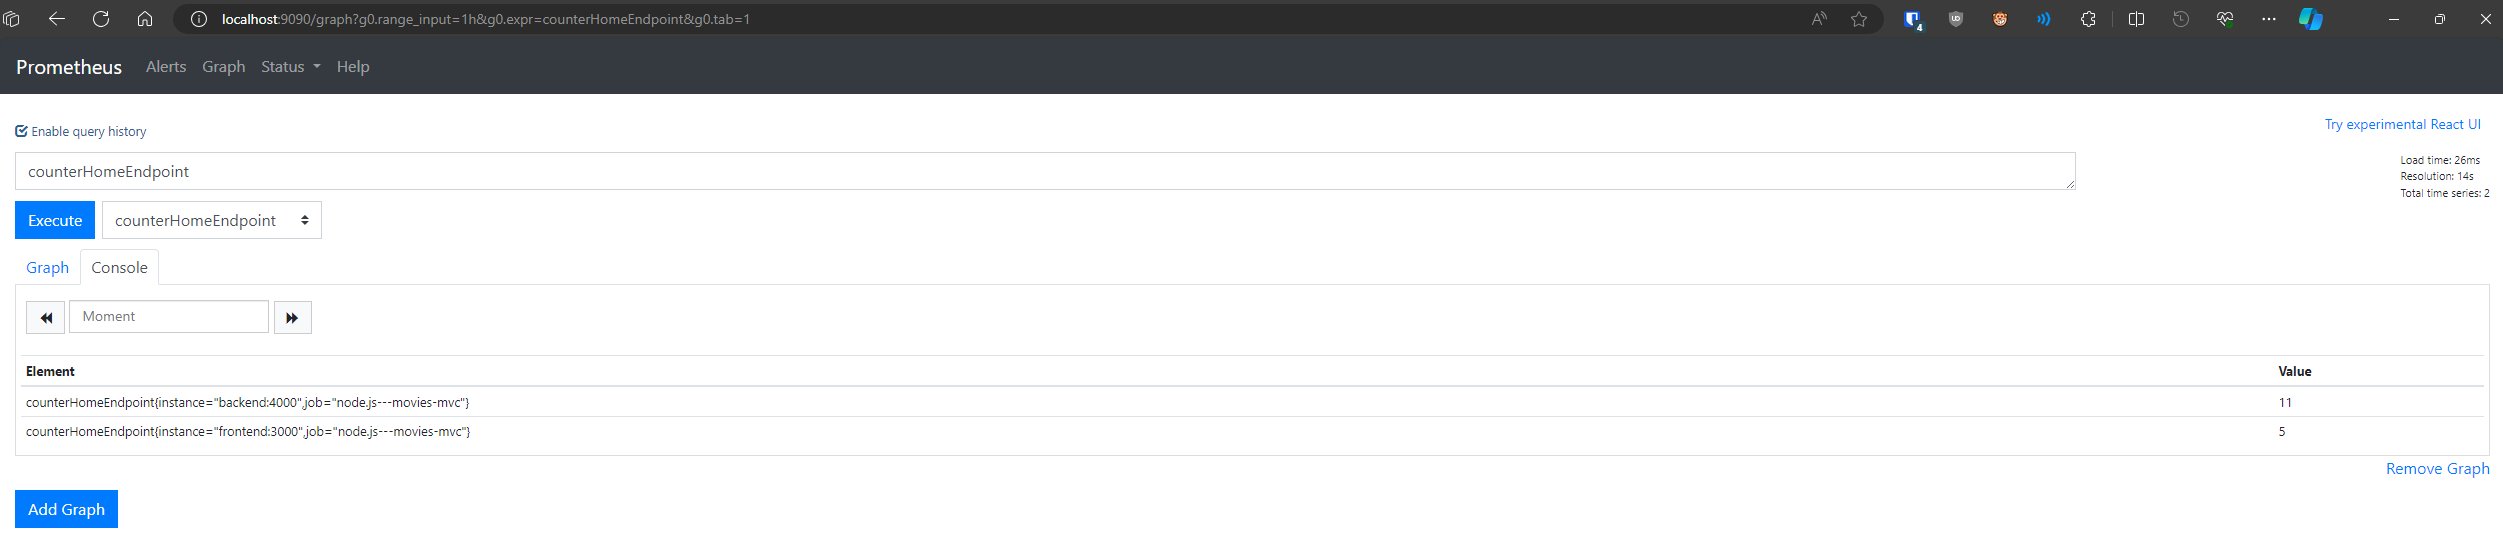 localhost:9090/graph?g0.range_input=1h&g0.expr=counterHomeEndpoint&g0.tab=1
4
Prometheus Alerts Graph Status Help
Enable query history
Try experimental React UI
counterHomeEndpoint
Load time: 26ms
Resolution: 14s
Total time series: 2
Execute counterHomeEndpoint
Graph Console
Moment
Element Value
counterHomeEndpoint{instance="backend:4000",job="node.js---movies-mvc"} 11
counterHomeEndpoint{instance="frontend:3000",job="node.js---movies-mvc"} 5
Remove Graph
Add Graph